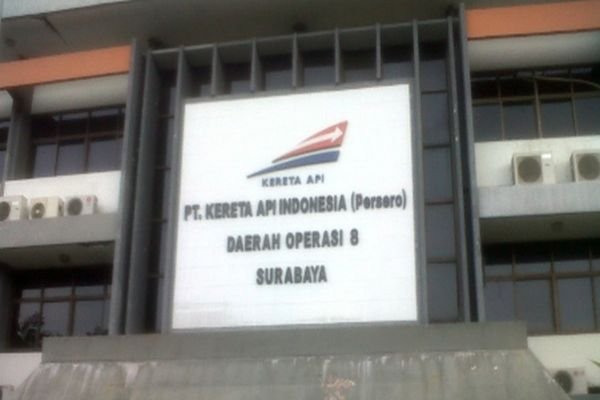 KERETA API
PT. KERETA API INDONESIA (Persero)
DAERAH OPERASI 8
SURABAYA